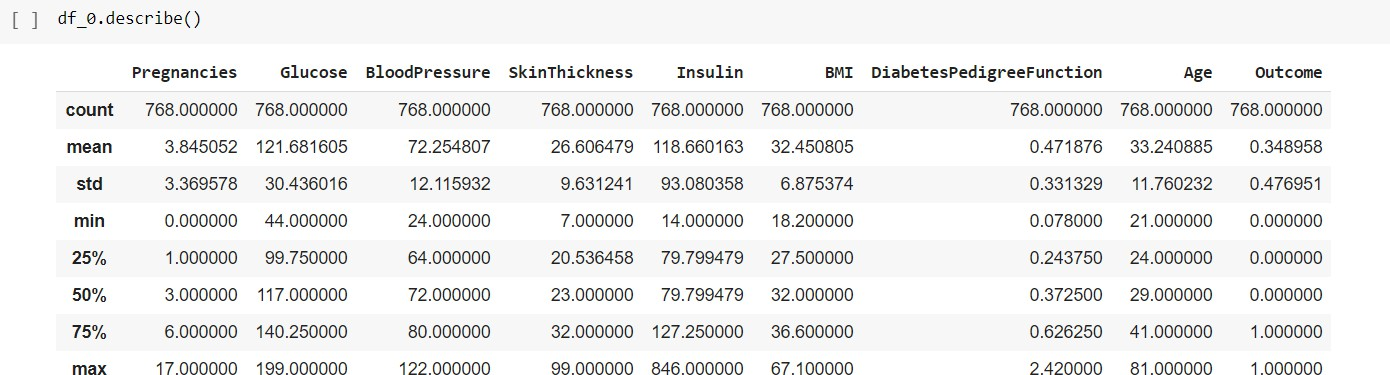 [ ] df_0.describe()
Pregnancies Glucose BloodPressure SkinThickness Insulin BMI DiabetesPedigreeFunction Age Outcome
count 768.000000 768.000000 768.000000 768.000000 768.000000 768.000000 768.000000 768.000000 768.000000
mean 3.845052 121.681605 72.254807 26.606479 118.660163 32.450805 0.471876 33.240885 0.348958
std 3.369578 30.436016 12.115932 9.631241 93.080358 6.875374 0.331329 11.760232 0.476951
min 0.000000 44.000000 24.000000 7.000000 14.000000 18.200000 0.078000 21.000000 0.000000
25% 1.000000 99.750000 64.000000 20.536458 79.799479 27.500000 0.243750 24.000000 0.000000
50% 3.000000 117.000000 72.000000 23.000000 79.799479 32.000000 0.372500 29.000000 0.000000
75% 6.000000 140.250000 80.000000 32.000000 127.250000 36.600000 0.626250 41.000000 1.000000
max 17.000000 199.000000 122.000000 99.000000 846.000000 67.100000 2.420000 81.000000 1.000000